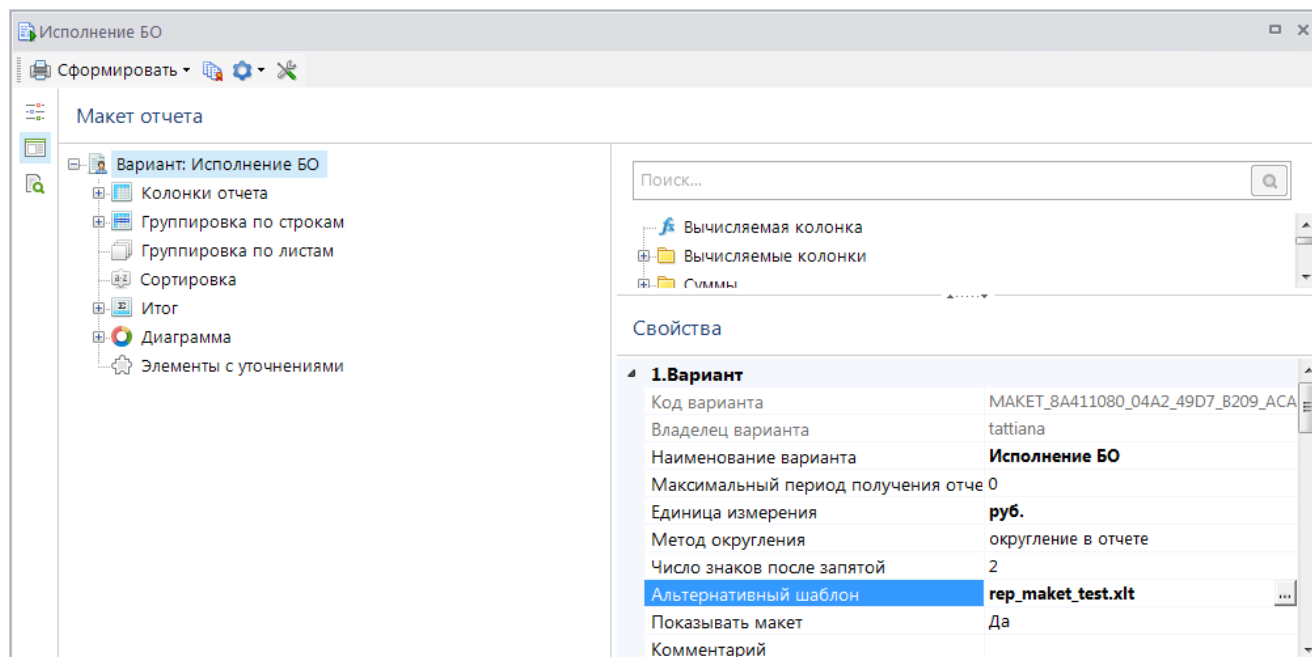 Исполнение БО
Сформировать
Макет отчета
Вариант: Исполнение БО
Колонки отчета
Группировка по строкам
Группировка по листам
Сортировка
Итог
Диаграмма
Элементы с уточнениями
Поиск...
Вычисляемая колонка
Вычисляемые колонки
Суммы
Свойства
1.Вариант
Код варианта MAKET_8A411080_04A2_49D7_B209_ACA
Владелец варианта tattiana
Наименование варианта Исполнение БО
Максимальный период получения отче 0
Единица измерения руб.
Метод округления округление в отчете
Число знаков после запятой 2
Альтернативный шаблон rep_maket_test.xlt ...
Показывать макет Да
Комментарий